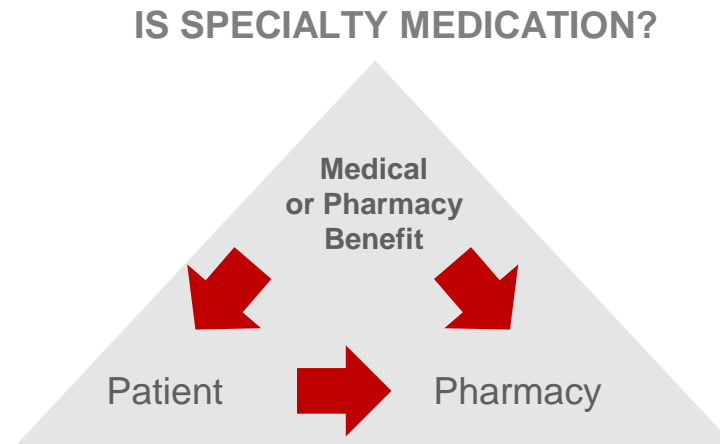 IS SPECIALTY MEDICATION?
Medical
or Pharmacy
Benefit
Patient
Pharmacy